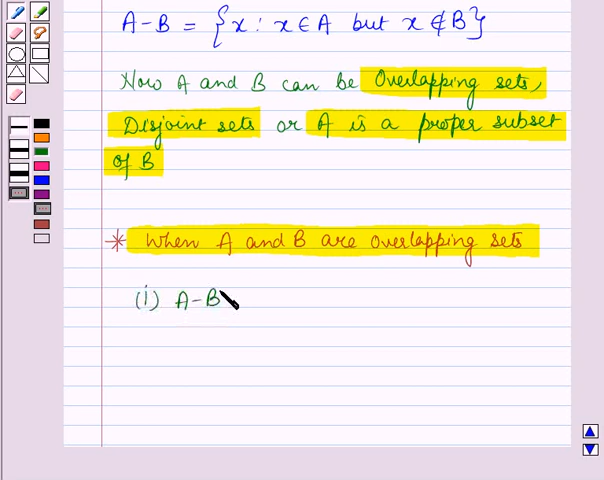 A-B = {x : x ∈ A but x ∉ B}
Now A and B can be Overlapping sets,
Disjoint sets or A is a proper subset
of B
* When A and B are overlapping sets
(i) A-B